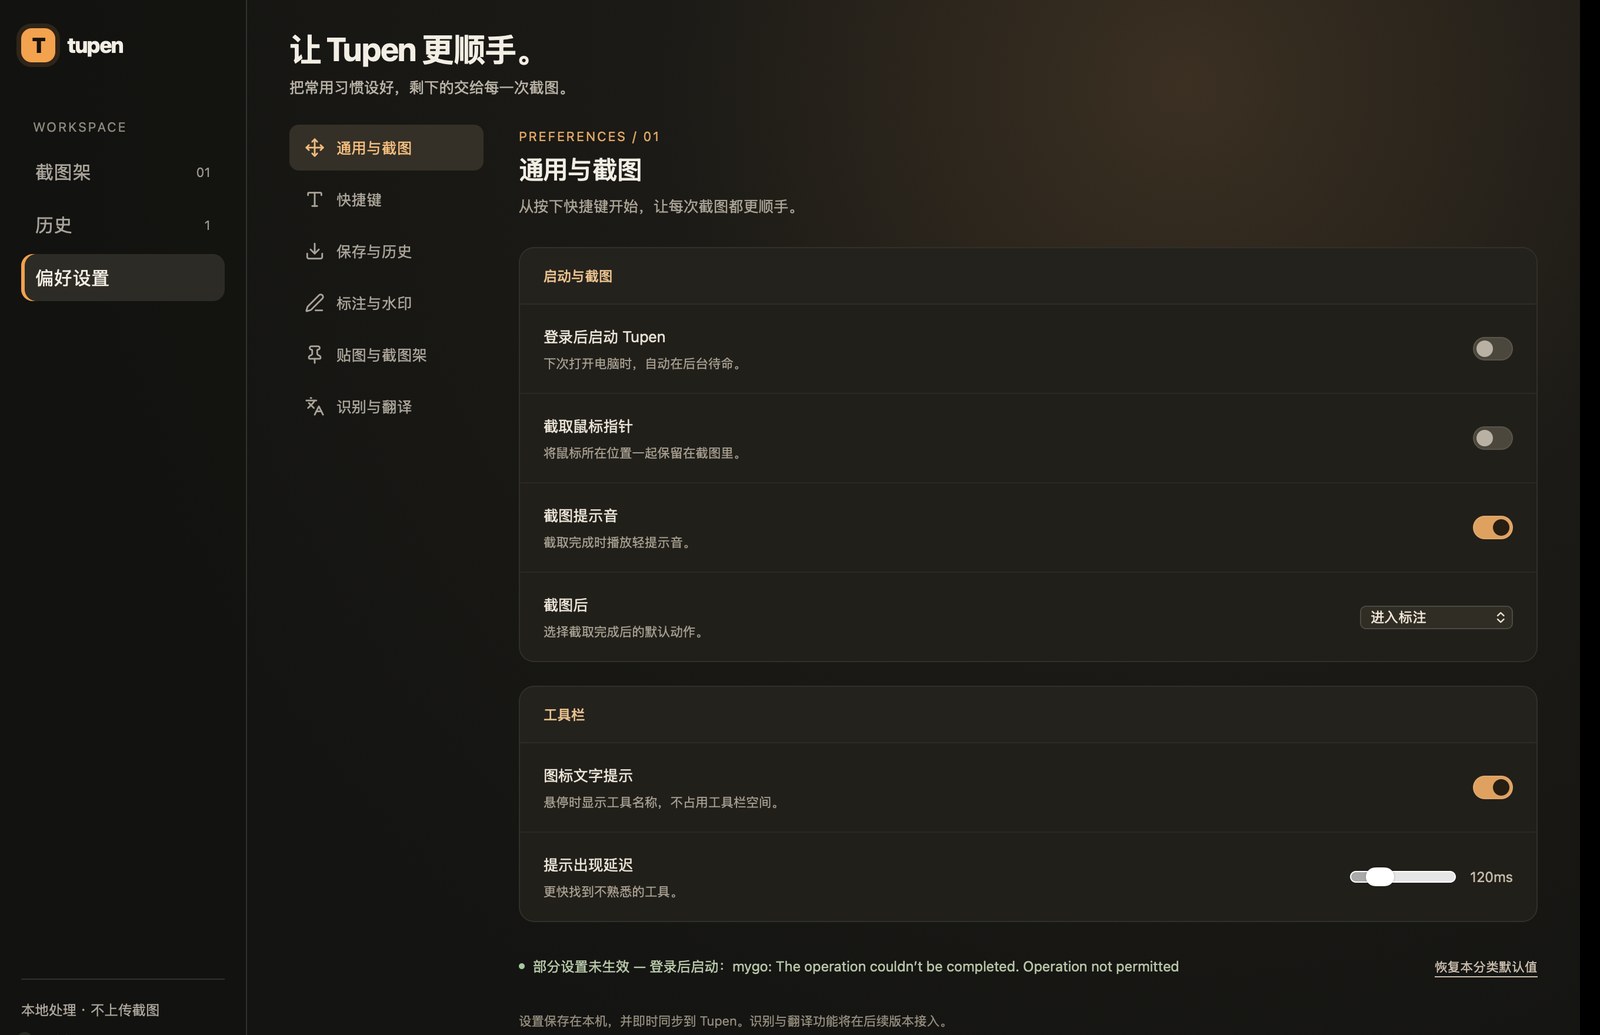 T tupen
WORKSPACE
截图架 01
历史 1
偏好设置
本地处理 · 不上传截图
让 Tupen 更顺手。
把常用习惯设好，剩下的交给每一次截图。
通用与截图
快捷键
保存与历史
标注与水印
贴图与截图架
识别与翻译
PREFERENCES / 01
通用与截图
从按下快捷键开始，让每次截图都更顺手。
启动与截图
登录后启动 Tupen
下次打开电脑时，自动在后台待命。
截取鼠标指针
将鼠标所在位置一起保留在截图里。
截图提示音
截取完成时播放轻提示音。
截图后
选择截取完成后的默认动作。
进入标注
工具栏
图标文字提示
悬停时显示工具名称，不占用工具栏空间。
提示出现延迟
更快找到不熟悉的工具。
120ms
部分设置未生效 — 登录后启动：mygo: The operation couldn’t be completed. Operation not permitted
恢复本分类默认值
设置保存在本机，并即时同步到 Tupen。识别与翻译功能将在后续版本接入。